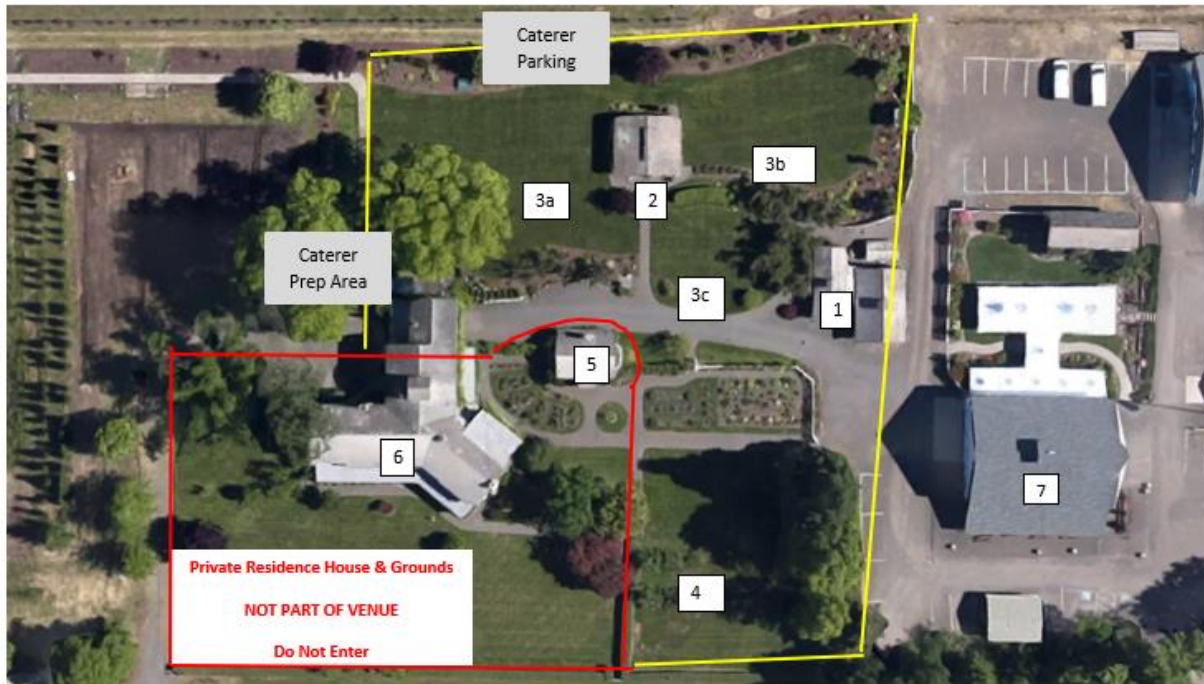 Caterer
Parking
3b
3a
2
Caterer
Prep Area
3c
1
5
6
7
Private Residence House & Grounds
NOT PART OF VENUE
Do Not Enter
4